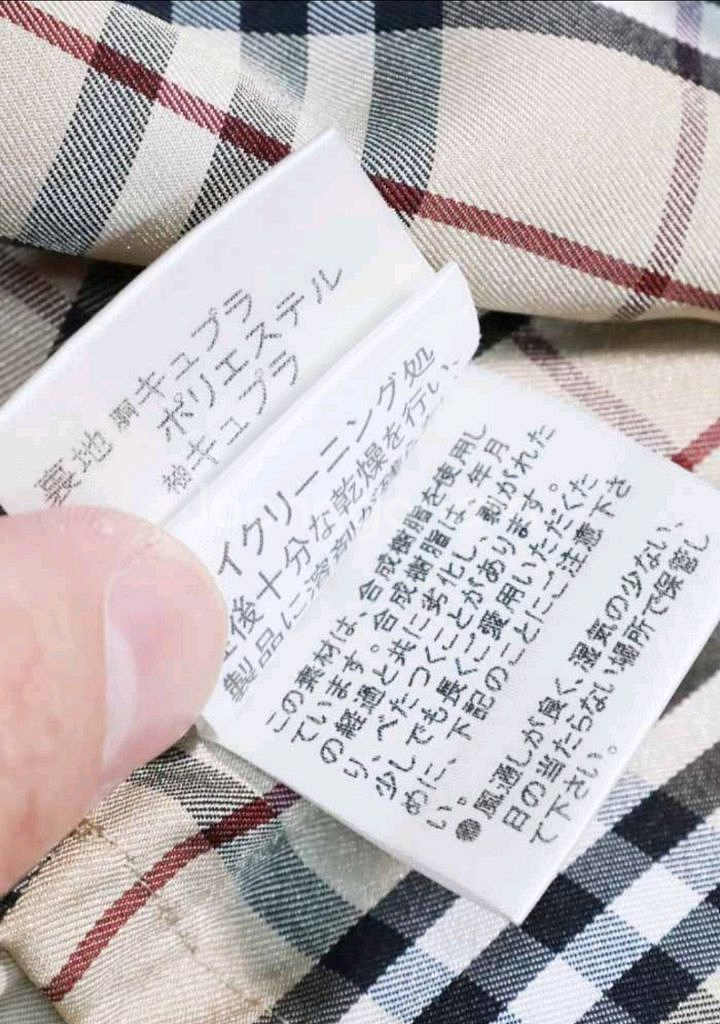 裏地 胴キュプラ
ポリエステル
袖キュプラ
イクリーニング処
後十分な乾燥を行い、
製品に溶剤が
この素材は、合成樹脂を使用し
ています。合成樹脂は、年月
の経過と共に劣化し、剥がれた
り、べたつくことがあります。
少しでも長くご愛用いただくた
めに、下記のことにご注意下さ
い。
●風通しが良く、湿気の少ない、
日の当たらない場所で保管し
て下さい。